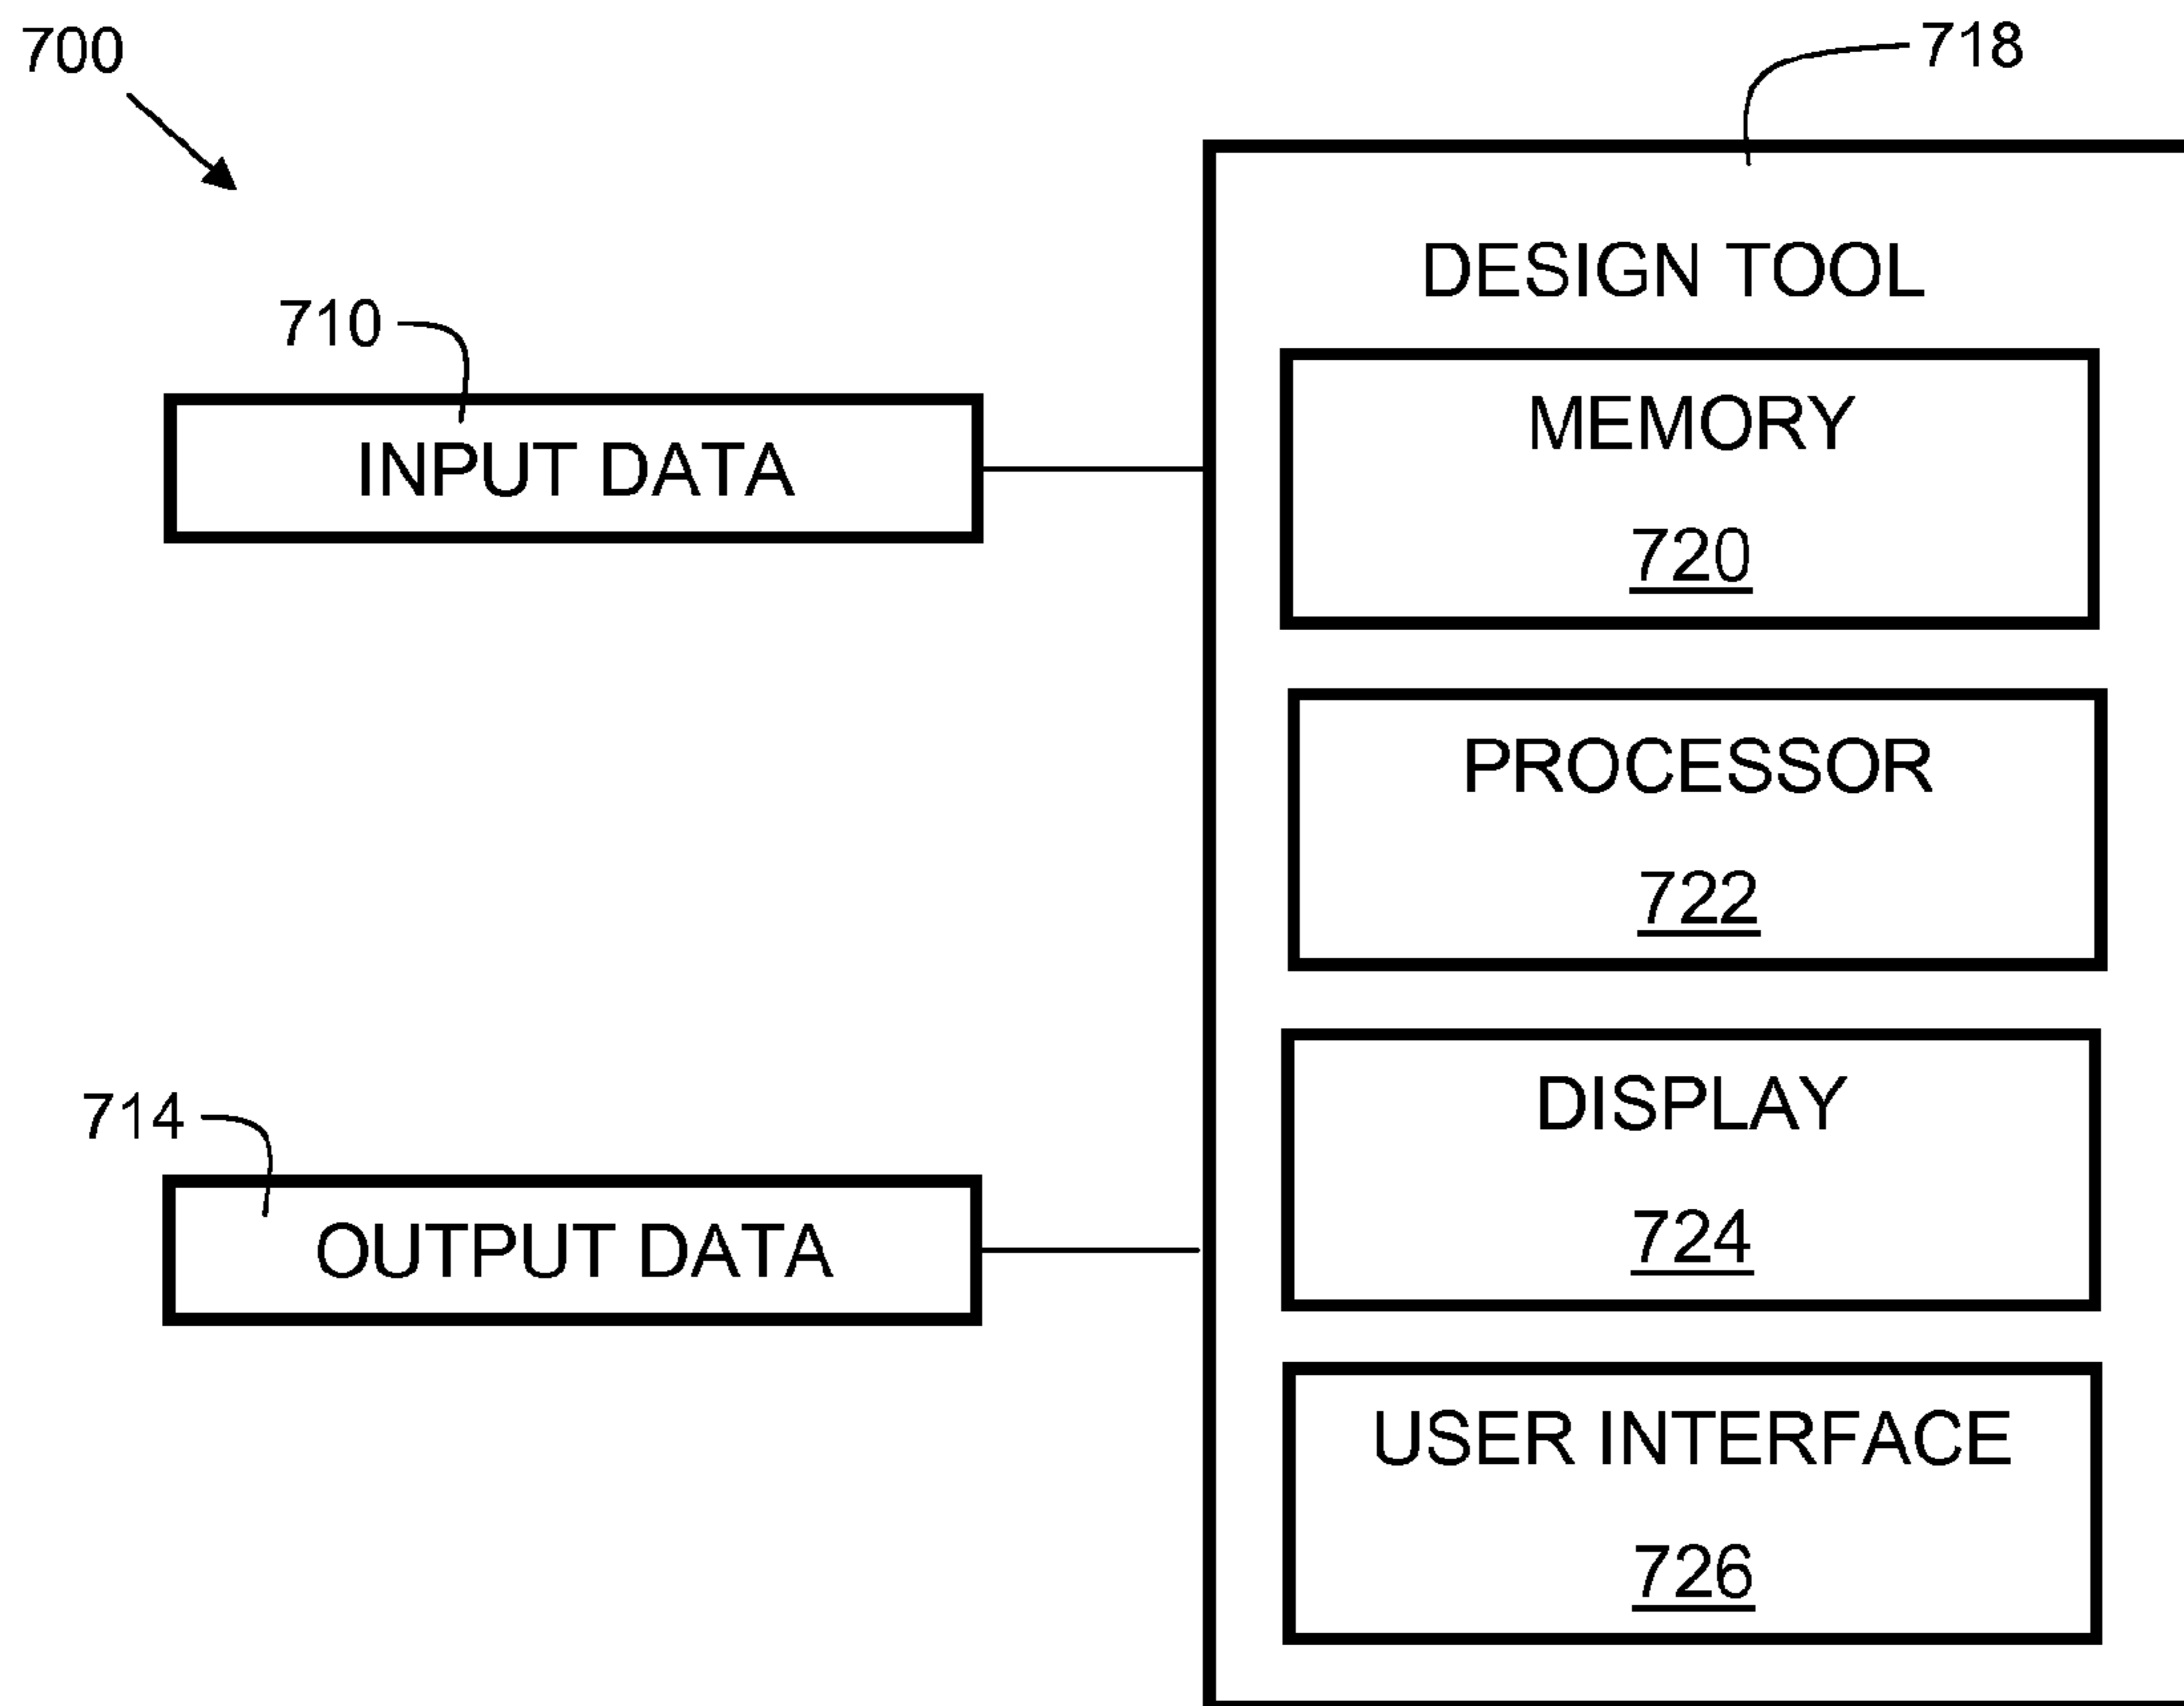 700
718
DESIGN TOOL
710
INPUT DATA
MEMORY
720
PROCESSOR
722
714
OUTPUT DATA
DISPLAY
724
USER INTERFACE
726